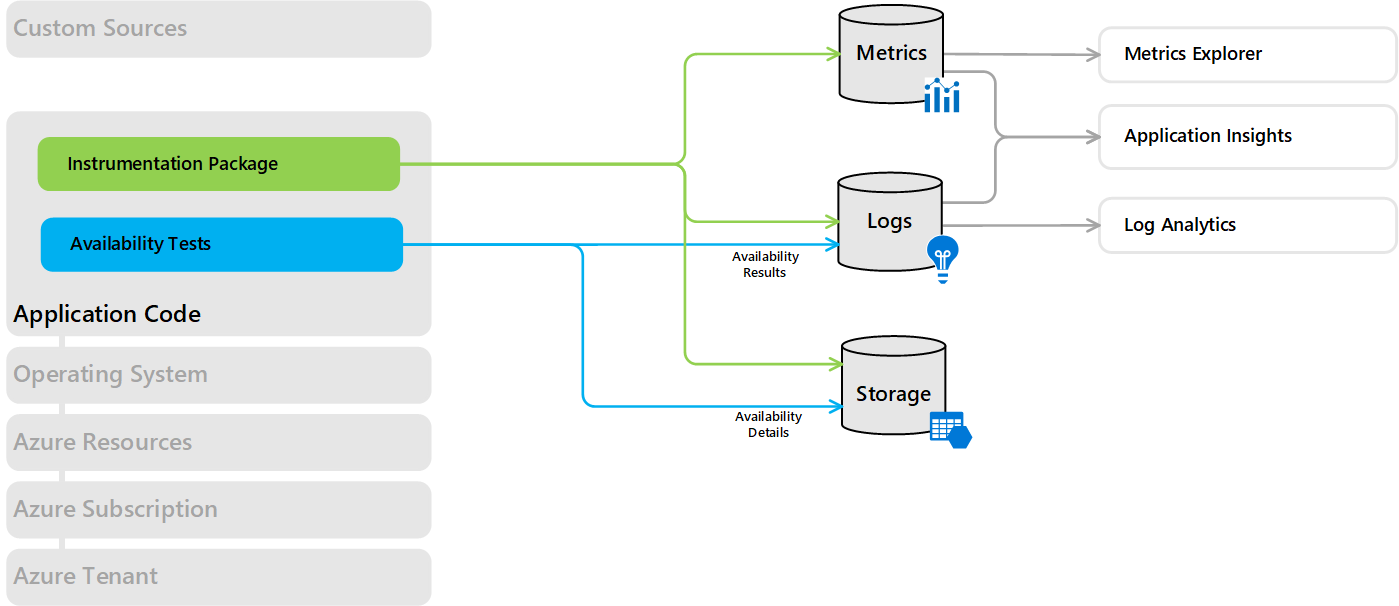 Custom Sources
Instrumentation Package
Availability Tests
Application Code
Operating System
Azure Resources
Azure Subscription
Azure Tenant
Availability
Results
Availability
Details
Metrics
Logs
Storage
Metrics Explorer
Application Insights
Log Analytics